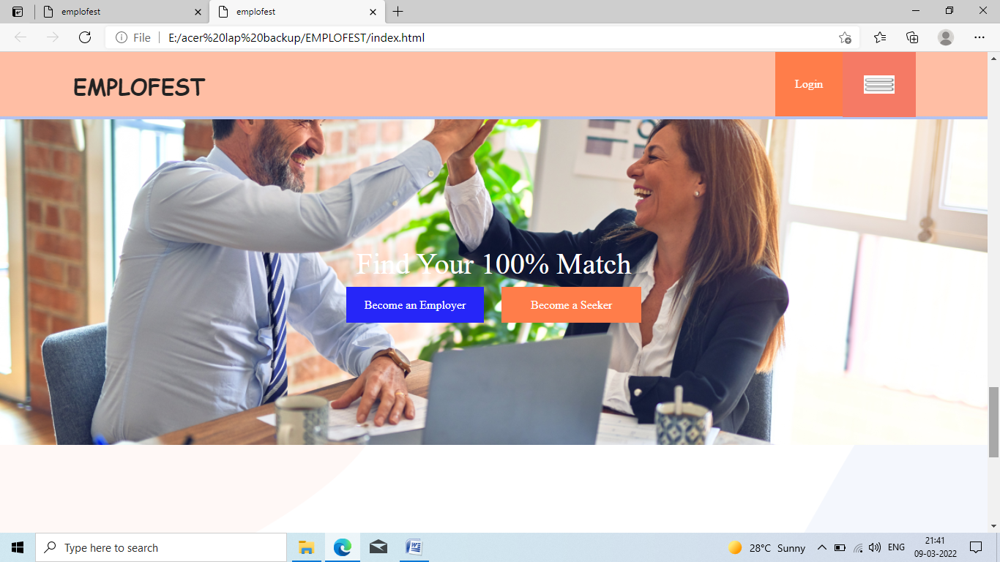 emplofest
emplofest
File
E:/acer%20lap%20backup/EMPLOFEST/index.html
EMPLOFEST
Login
Find Your 100% Match
Become an Employer
Become a Seeker
Type here to search
28°C Sunny
ENG
21:41
09-03-2022